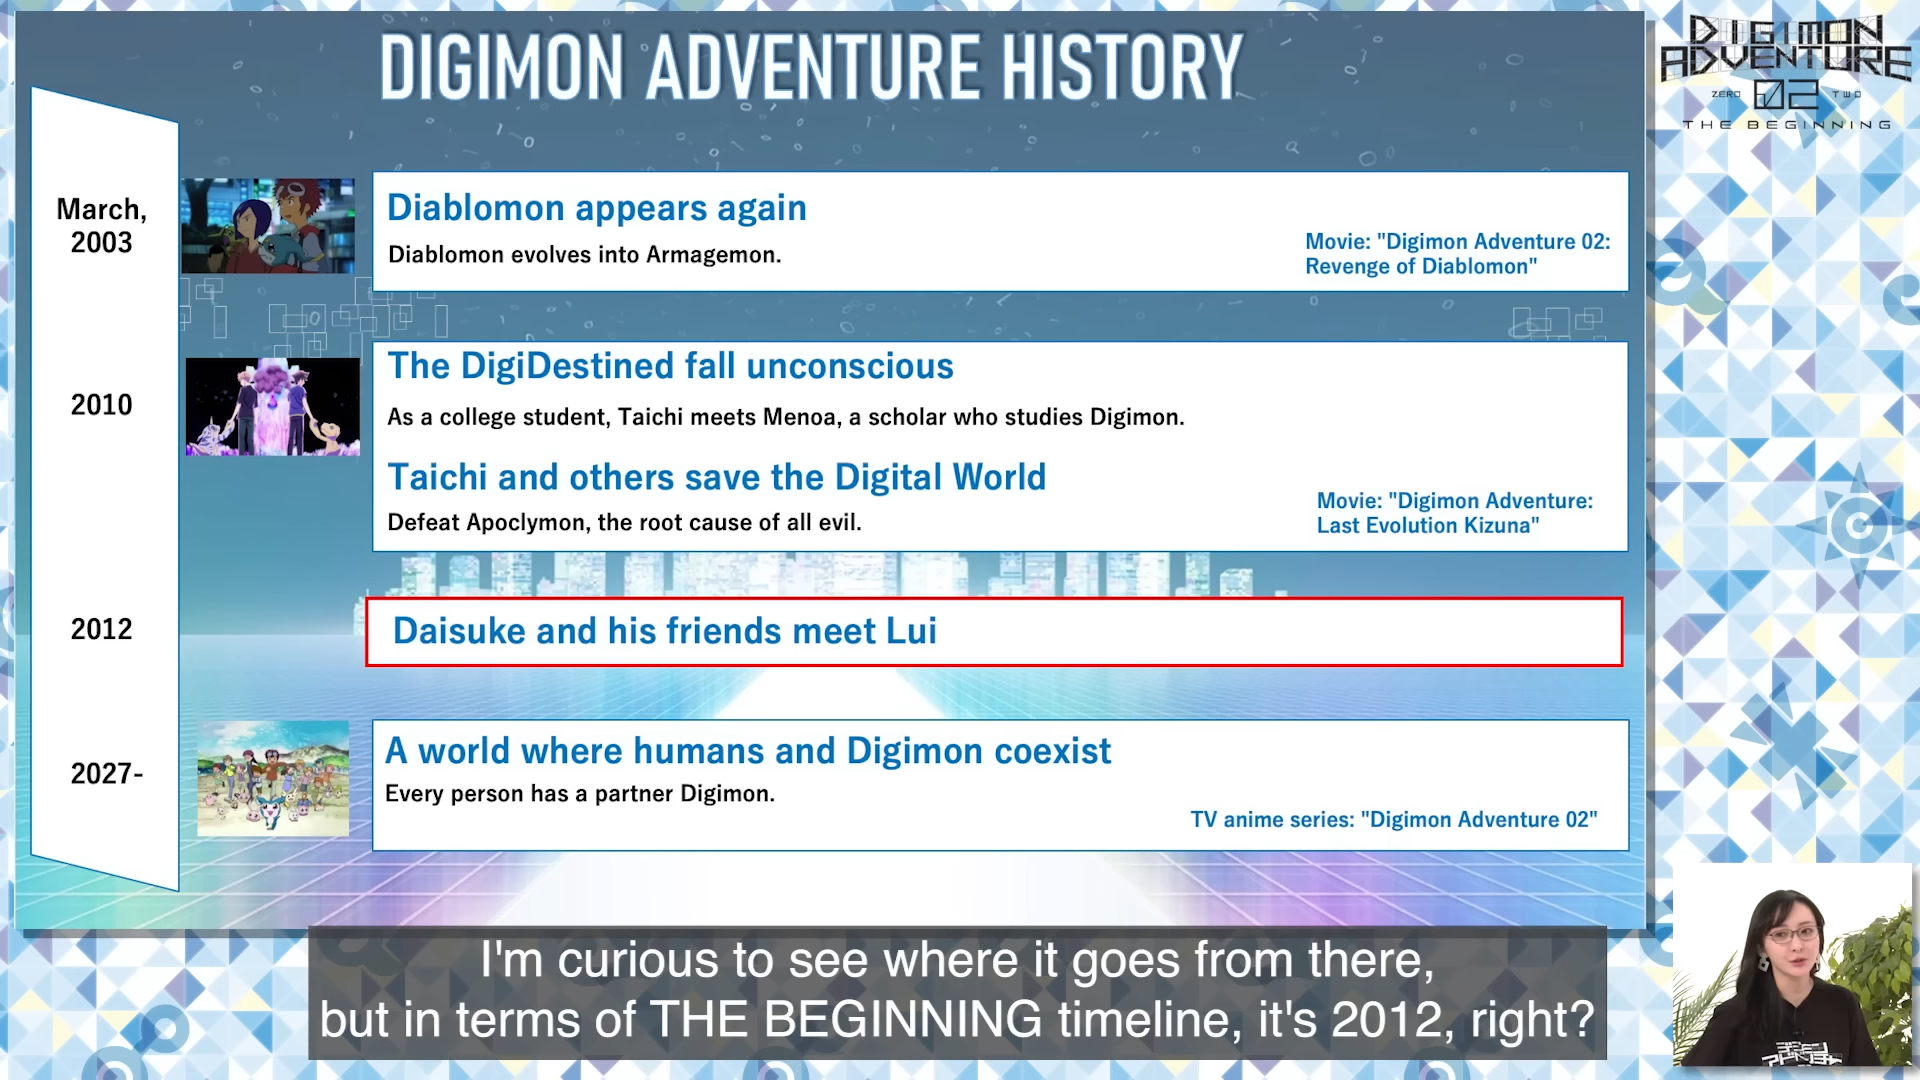 DIGIMON ADVENTURE HISTORY
DIGIMON
ADVENTURE
ZERO 02 TWO
THE BEGINNING
March,
2003
Diablomon appears again
Diablomon evolves into Armagemon.
Movie: "Digimon Adventure 02:
Revenge of Diablomon"
2010
The DigiDestined fall unconscious
As a college student, Taichi meets Menoa, a scholar who studies Digimon.
Taichi and others save the Digital World
Defeat Apoclymon, the root cause of all evil.
Movie: "Digimon Adventure:
Last Evolution Kizuna"
2012
Daisuke and his friends meet Lui
2027-
A world where humans and Digimon coexist
Every person has a partner Digimon.
TV anime series: "Digimon Adventure 02"
I'm curious to see where it goes from there,
but in terms of THE BEGINNING timeline, it's 2012, right?